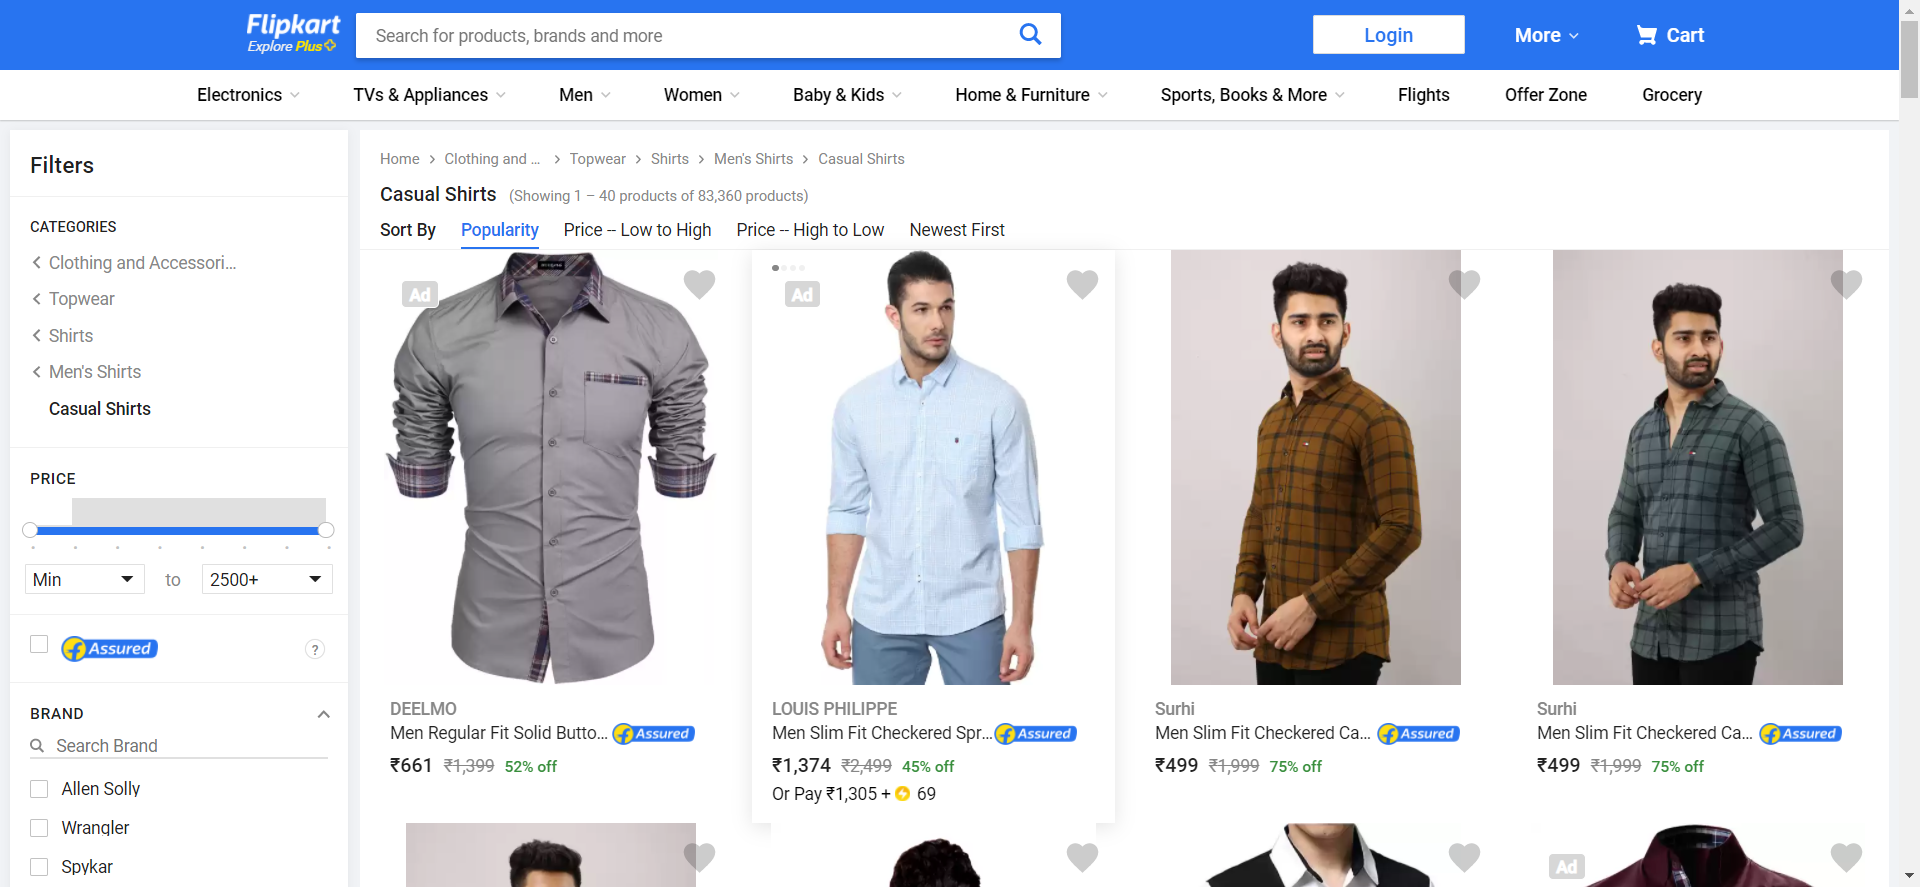 Flipkart
Explore Plus
Search for products, brands and more
Login
More
Cart
Electronics
TVs & Appliances
Men
Women
Baby & Kids
Home & Furniture
Sports, Books & More
Flights
Offer Zone
Grocery
Filters
CATEGORIES
Clothing and Accessori...
Topwear
Shirts
Men's Shirts
Casual Shirts
PRICE
Min
to
2500+
Assured
?
BRAND
Search Brand
Allen Solly
Wrangler
Spykar
Home
Clothing and ...
Topwear
Shirts
Men's Shirts
Casual Shirts
Casual Shirts (Showing 1 – 40 products of 83,360 products)
Sort By
Popularity
Price -- Low to High
Price -- High to Low
Newest First
Ad
DEELMO
Men Regular Fit Solid Butto...
Assured
₹661 ₹1,399 52% off
Ad
LOUIS PHILIPPE
Men Slim Fit Checkered Spr...
Assured
₹1,374 ₹2,499 45% off
Or Pay ₹1,305 + 69
Surhi
Men Slim Fit Checkered Ca...
Assured
₹499 ₹1,999 75% off
Surhi
Men Slim Fit Checkered Ca...
Assured
₹499 ₹1,999 75% off
Ad